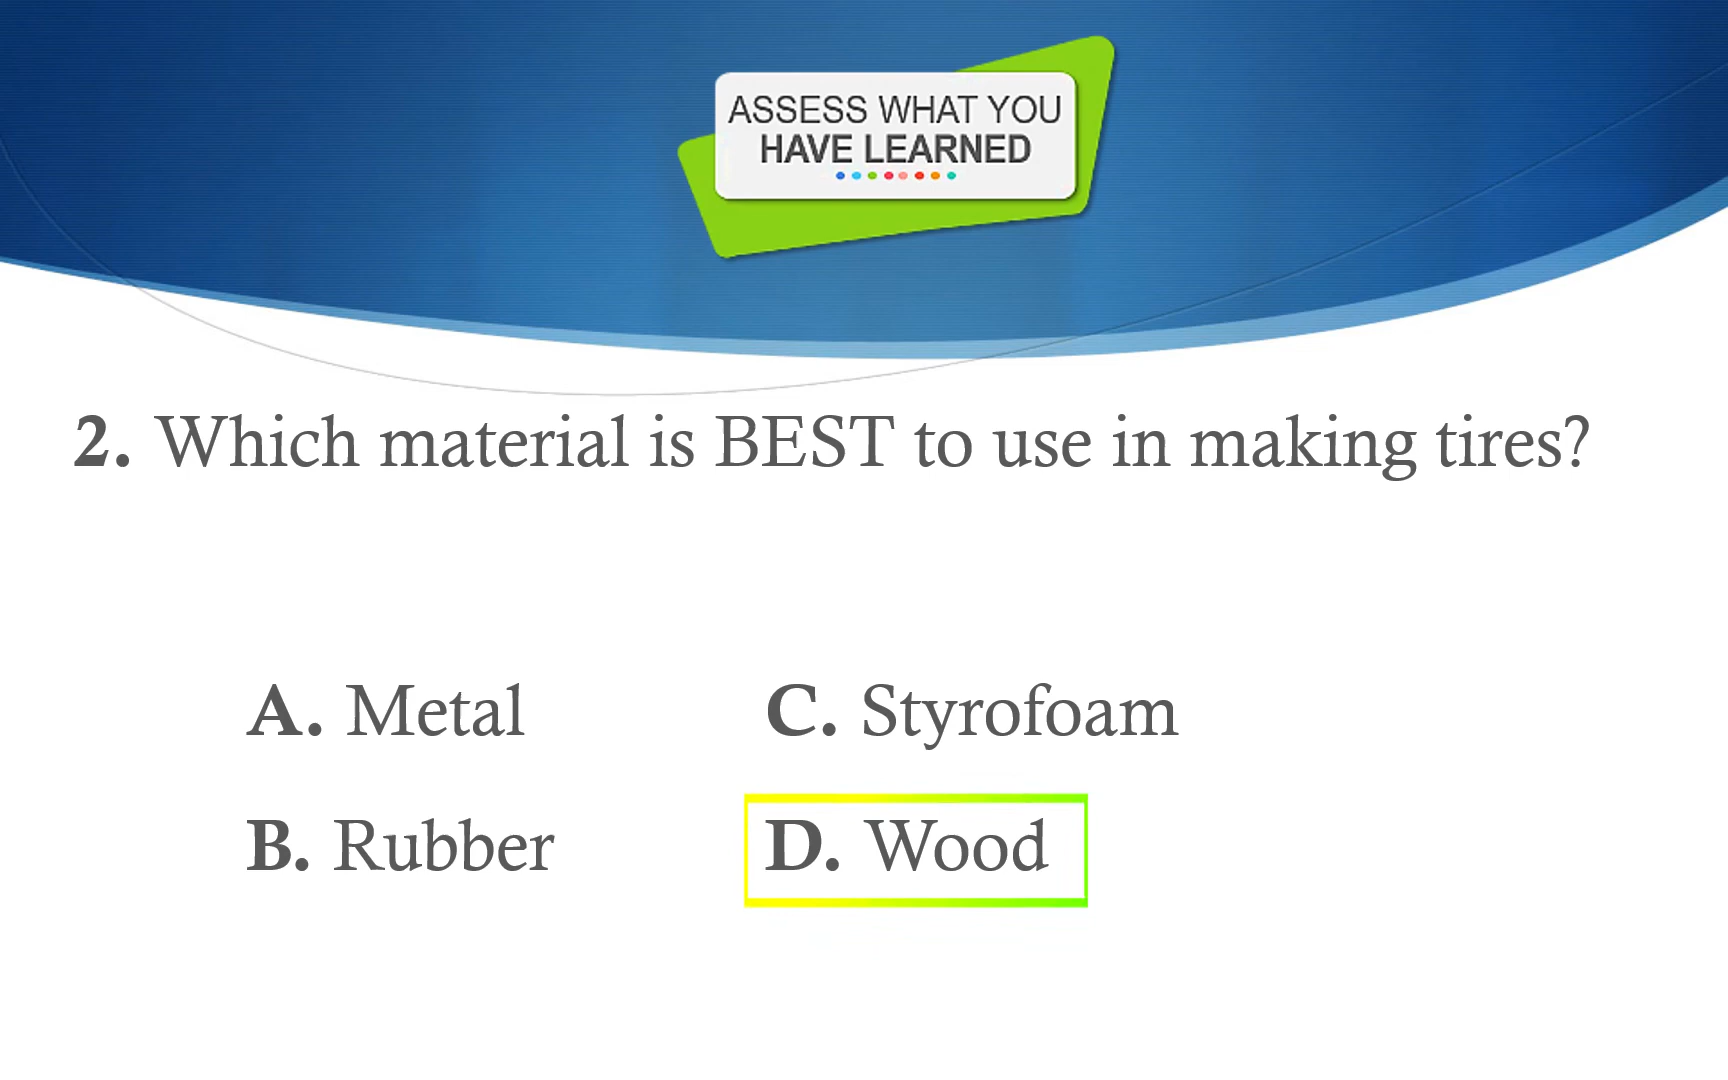 ASSESS WHAT YOU
HAVE LEARNED
2. Which material is BEST to use in making tires?
A. Metal
C. Styrofoam
B. Rubber
D. Wood